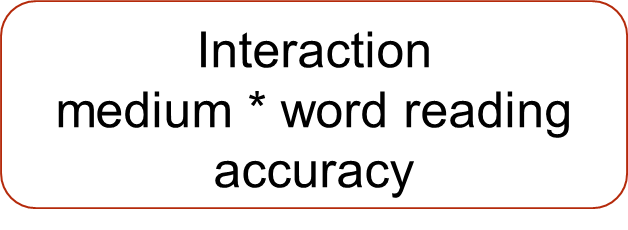 Interaction
medium * word reading
accuracy